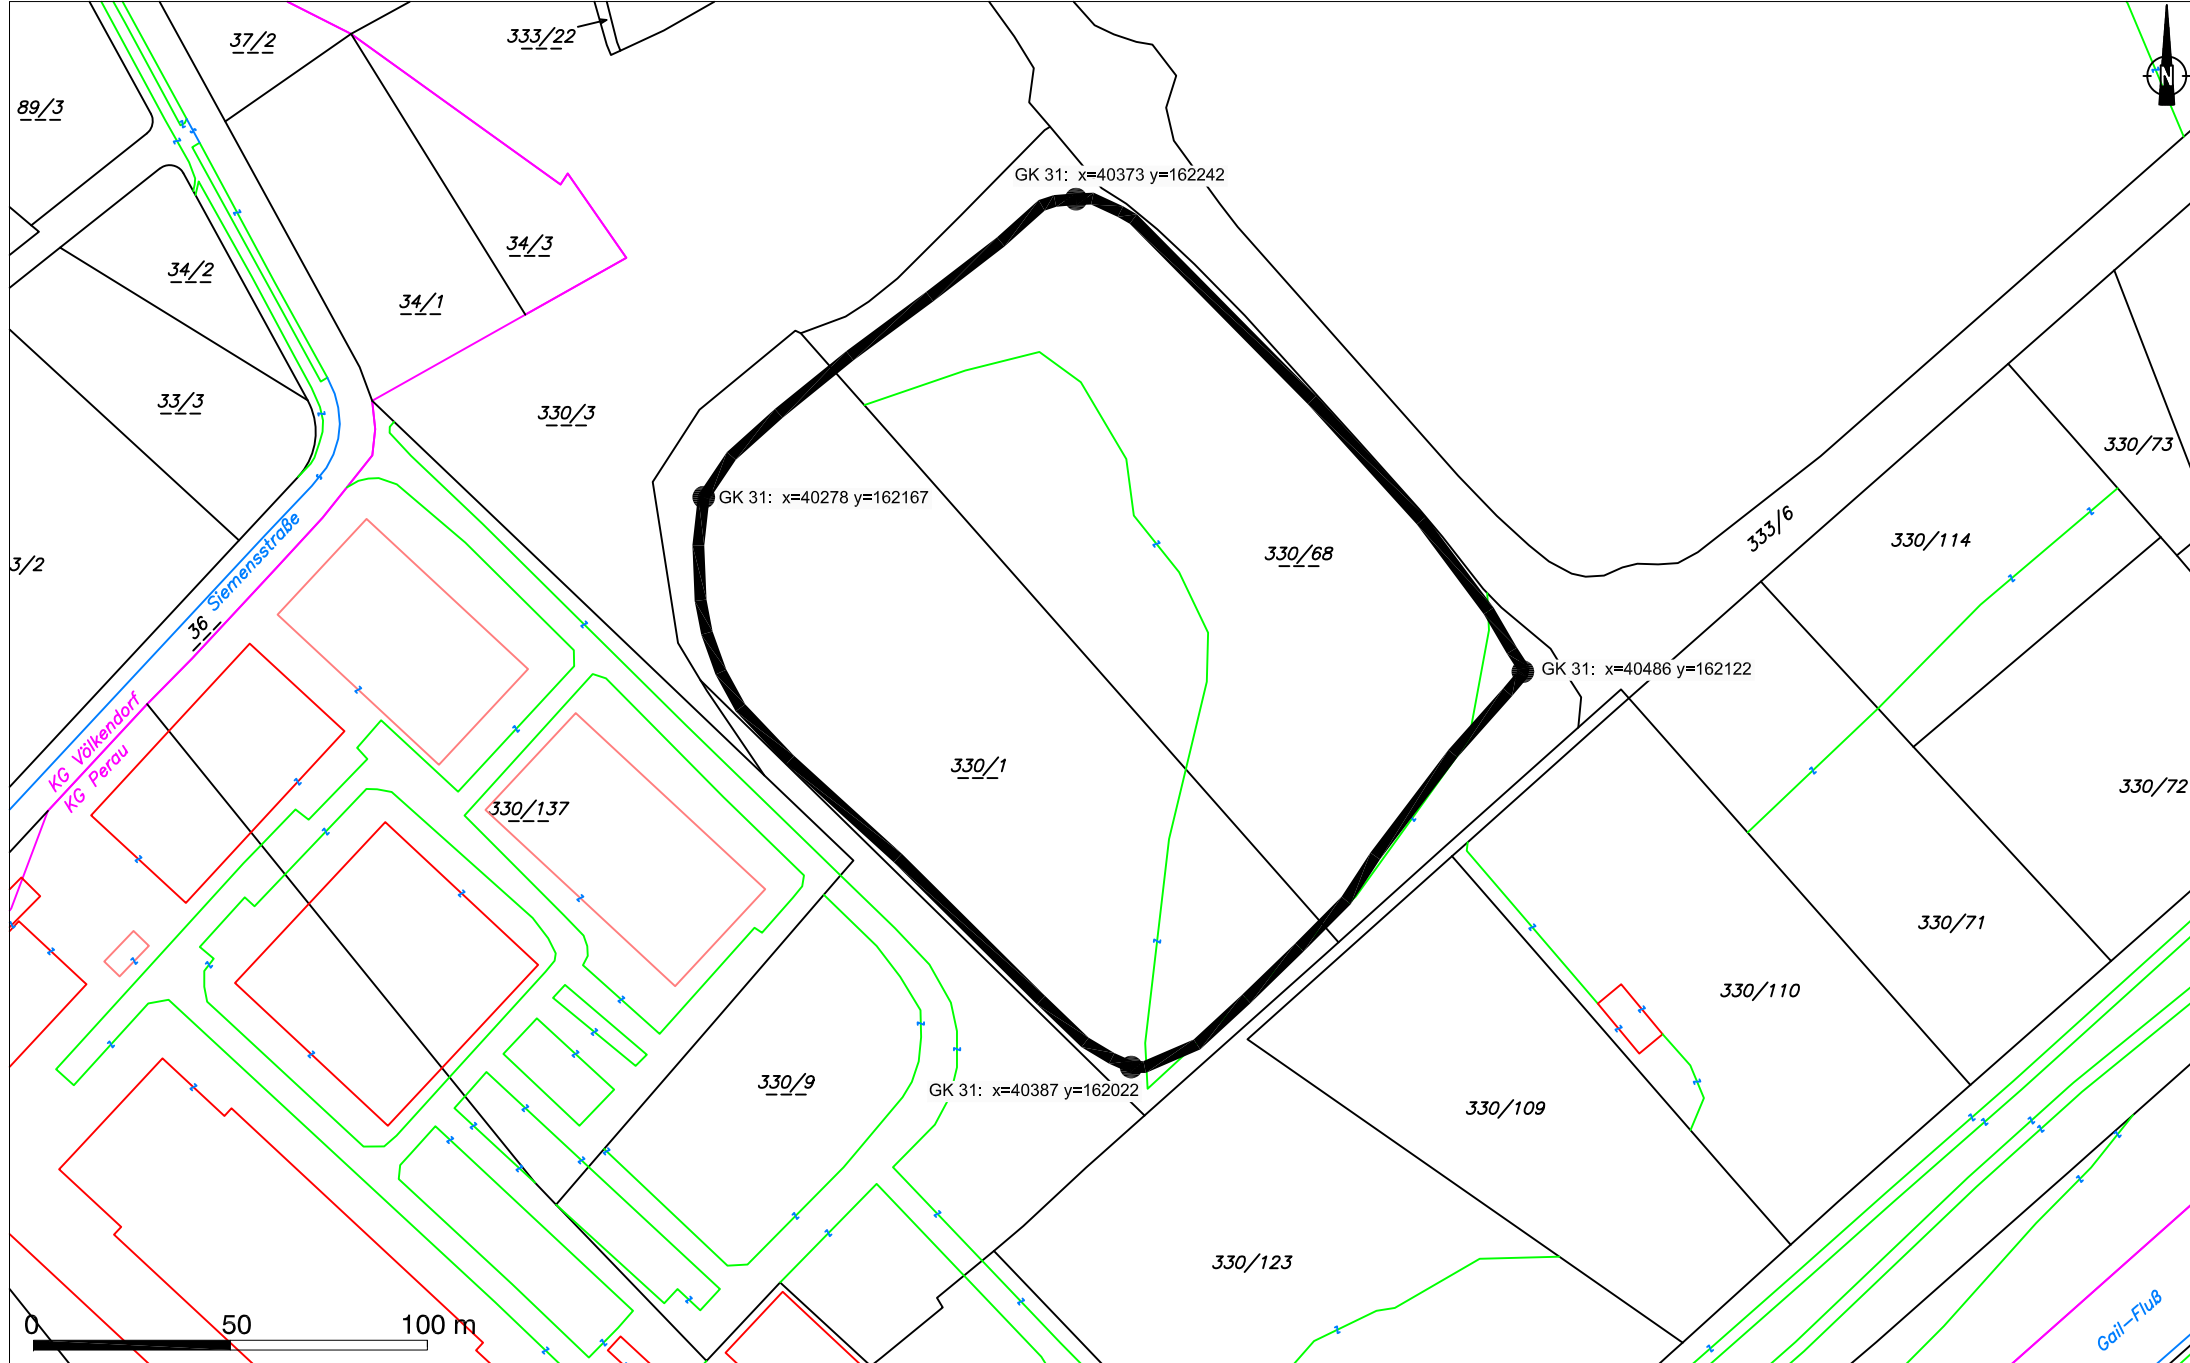 37/2
333/22
89/3
N
GK 31: x=40373 y=162242
34/3
34/2
34/1
33/3
330/3
330/73
GK 31: x=40278 y=162167
333/6
330/114
330/68
3/2
Siemensstraße
36
GK 31: x=40486 y=162122
KG Völkendorf
KG Perau
330/1
330/72
330/137
330/71
330/110
330/9
GK 31: x=40387 y=162022
330/109
330/123
Gail-Fluß
0 50 100 m